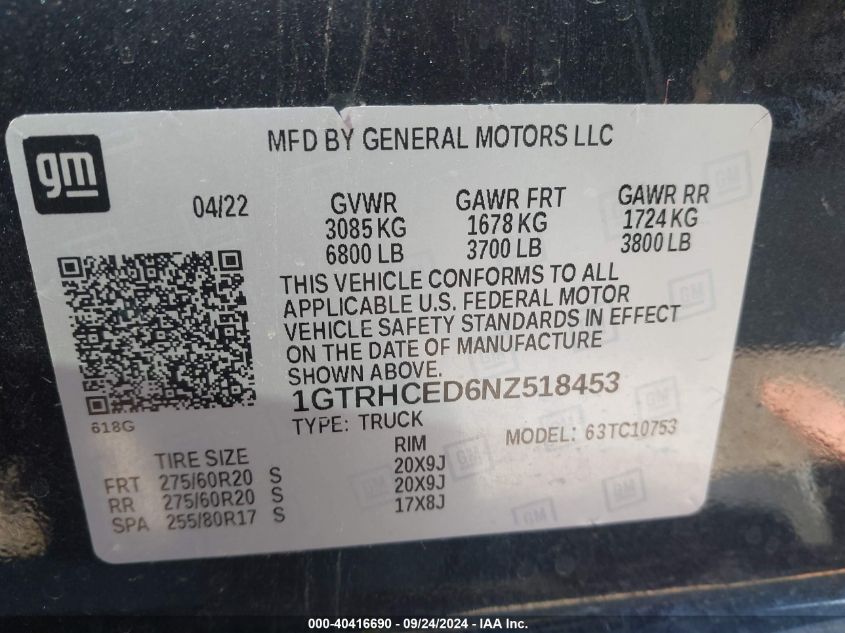 gm
MFD BY GENERAL MOTORS LLC
04/22
GVWR GAWR FRT GAWR RR
3085 KG 1678 KG 1724 KG
6800 LB 3700 LB 3800 LB
THIS VEHICLE CONFORMS TO ALL
APPLICABLE U.S. FEDERAL MOTOR
VEHICLE SAFETY STANDARDS IN EFFECT
ON THE DATE OF MANUFACTURE
SHOWN ABOVE.
1GTRHCED6NZ518453
618G
TYPE: TRUCK MODEL: 63TC10753
TIRE SIZE RIM
FRT 275/60R20 S 20X9J
RR 275/60R20 S 20X9J
SPA 255/80R17 S 17X8J
000-40416690 - 09/24/2024 - IAA Inc.